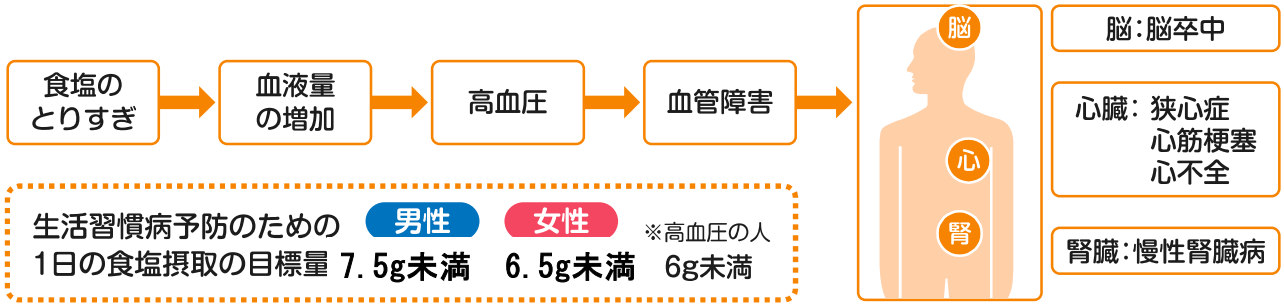 食塩の
とりすぎ
血液量
の増加
高血圧
血管障害
脳
心
腎
脳：脳卒中
心臓：狭心症
心筋梗塞
心不全
腎臓：慢性腎臓病
生活習慣病予防のための
1日の食塩摂取の目標量
男性
7.5g未満
女性
6.5g未満
※高血圧の人
6g未満